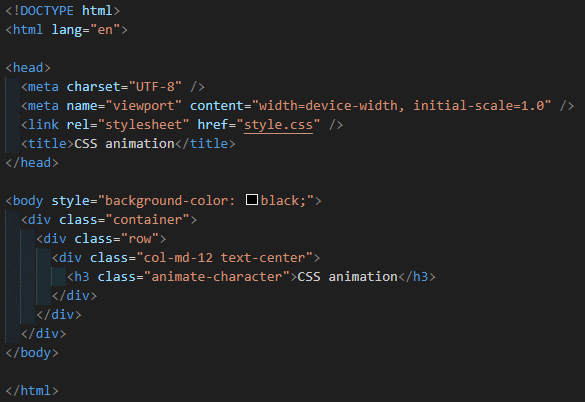 <!DOCTYPE html>
<html lang="en">
<head>
<meta charset="UTF-8" />
<meta name="viewport" content="width=device-width, initial-scale=1.0" />
<link rel="stylesheet" href="style.css" />
<title>CSS animation</title>
</head>
<body style="background-color: black;">
<div class="container">
<div class="row">
<div class="col-md-12 text-center">
<h3 class="animate-character">CSS animation</h3>
</div>
</div>
</div>
</body>
</html>